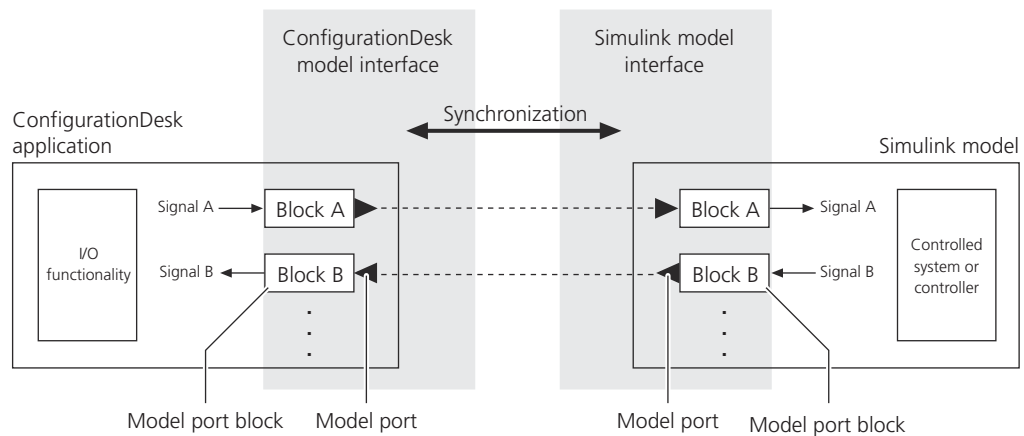 ConfigurationDesk
model interface
Simulink model
interface
Synchronization
ConfigurationDesk
application
Simulink model
I/O
functionality
Signal A
Block A
Block A
Signal A
Signal B
Block B
Block B
Signal B
Controlled
system or
controller
Model port block
Model port
Model port
Model port block